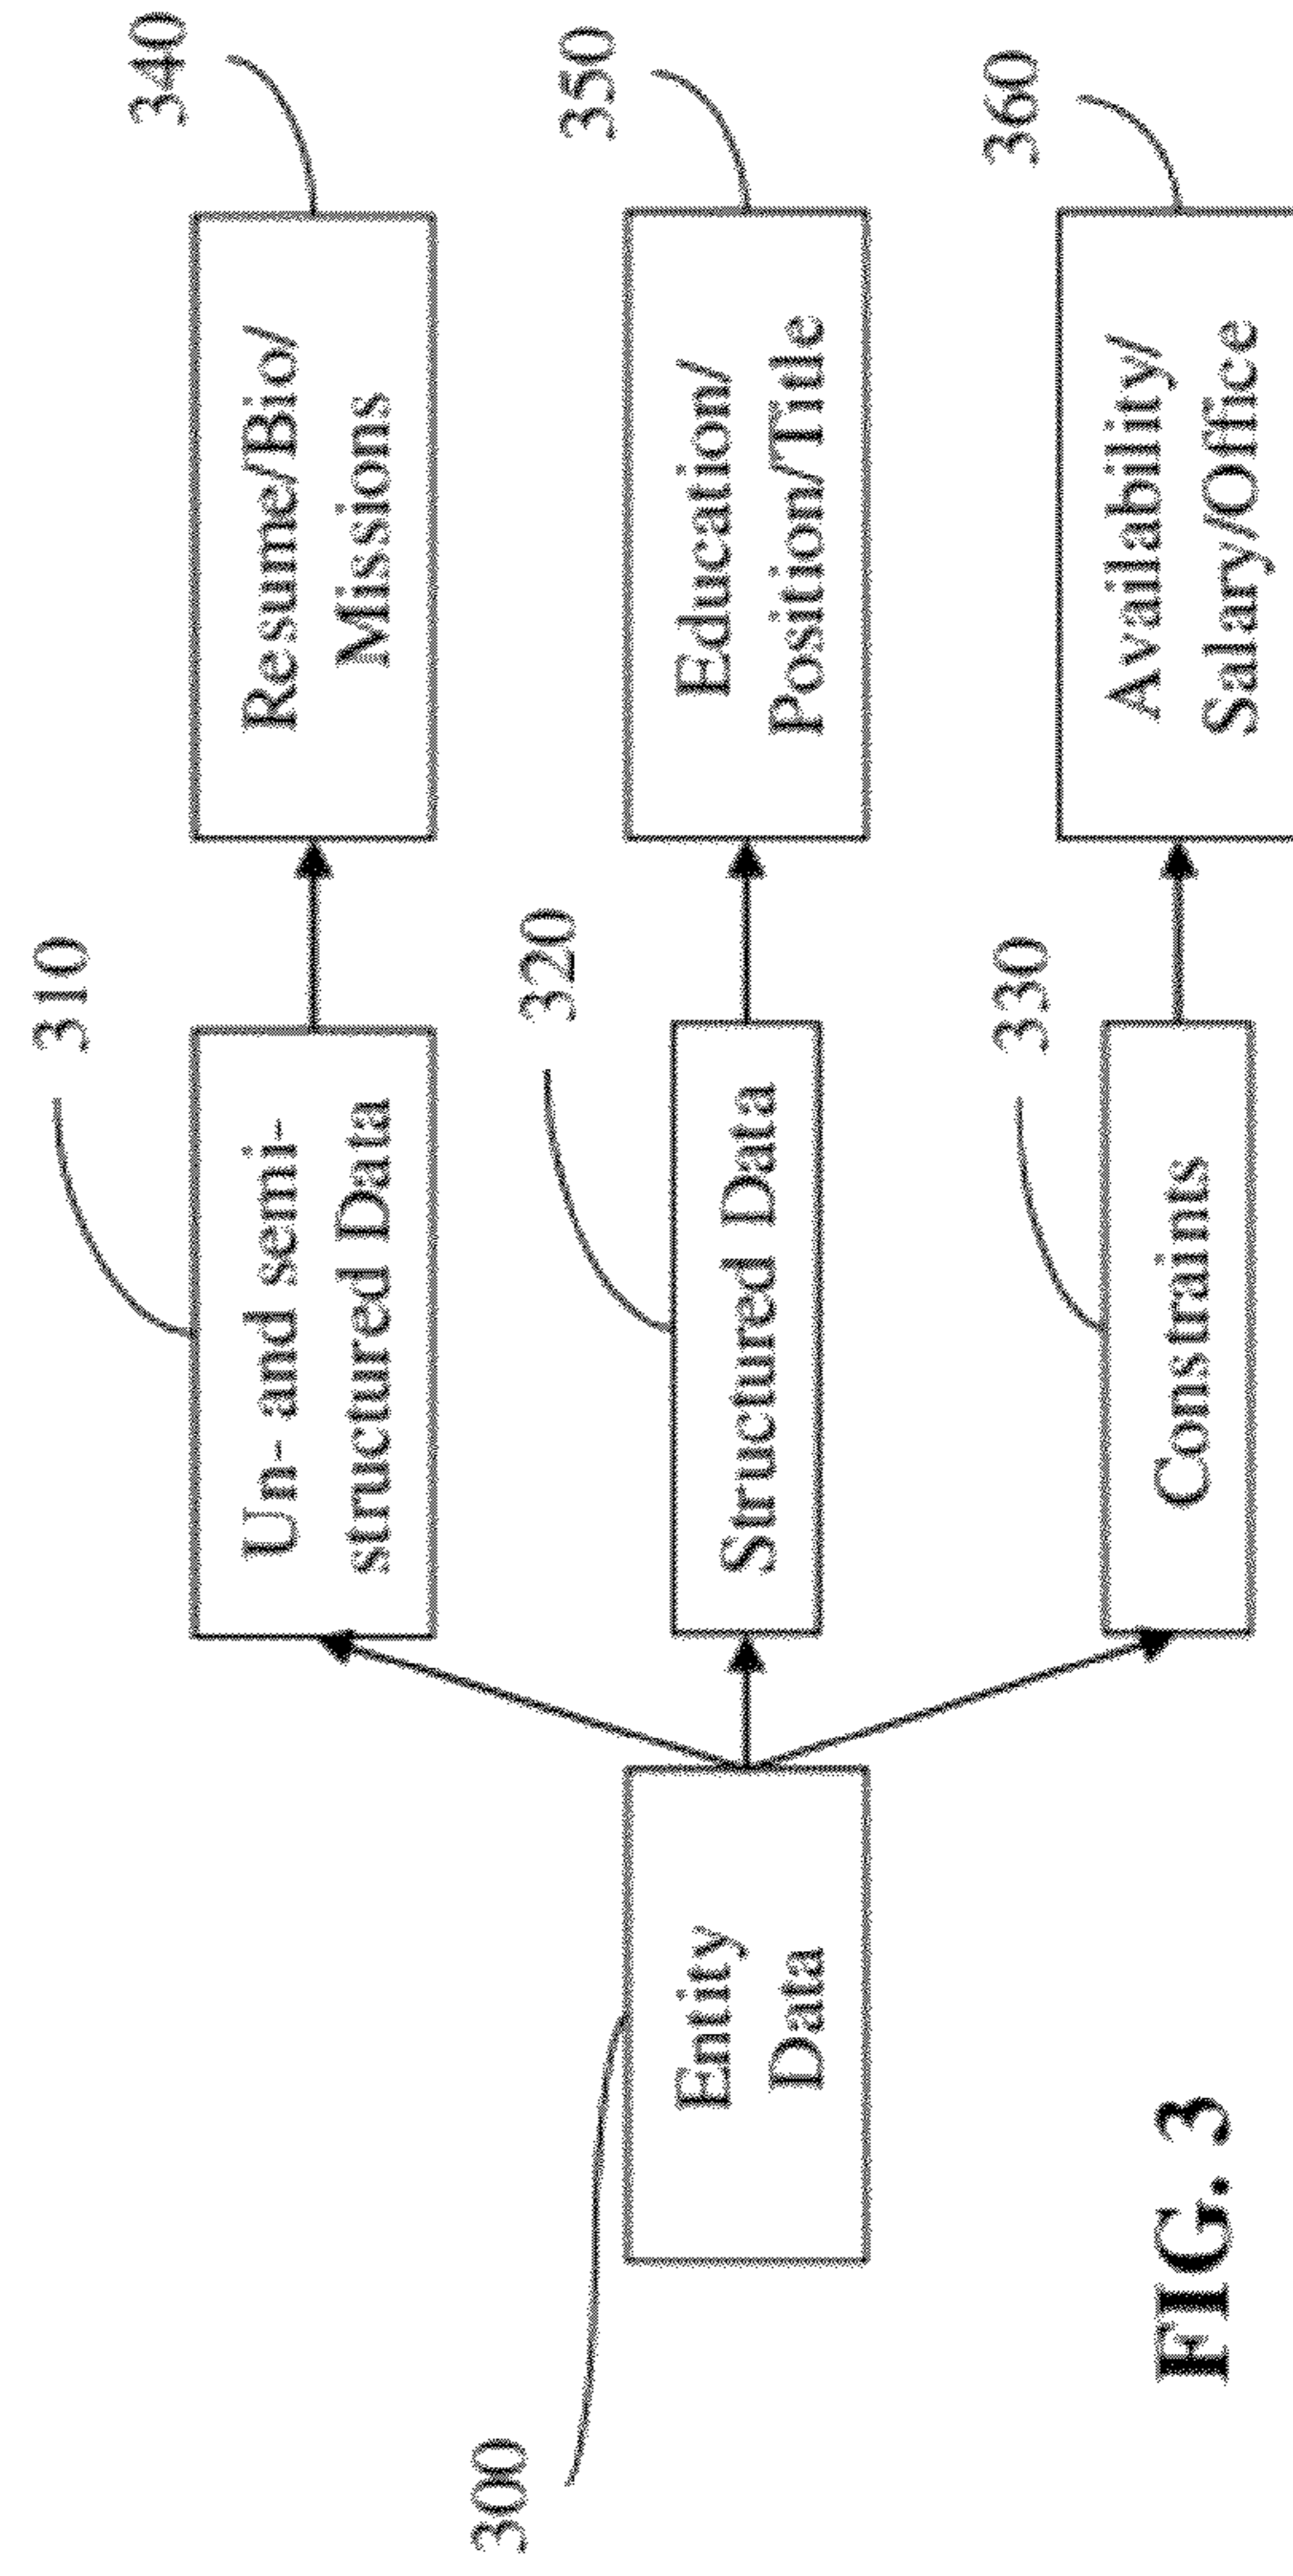 310
340
Un- and semi-
structured Data
Resume/Bio/
Missions
300
320
350
Entity
Data
Structured Data
Education/
Position/Title
330
360
Constraints
Availability/
Salary/Office
FIG. 3